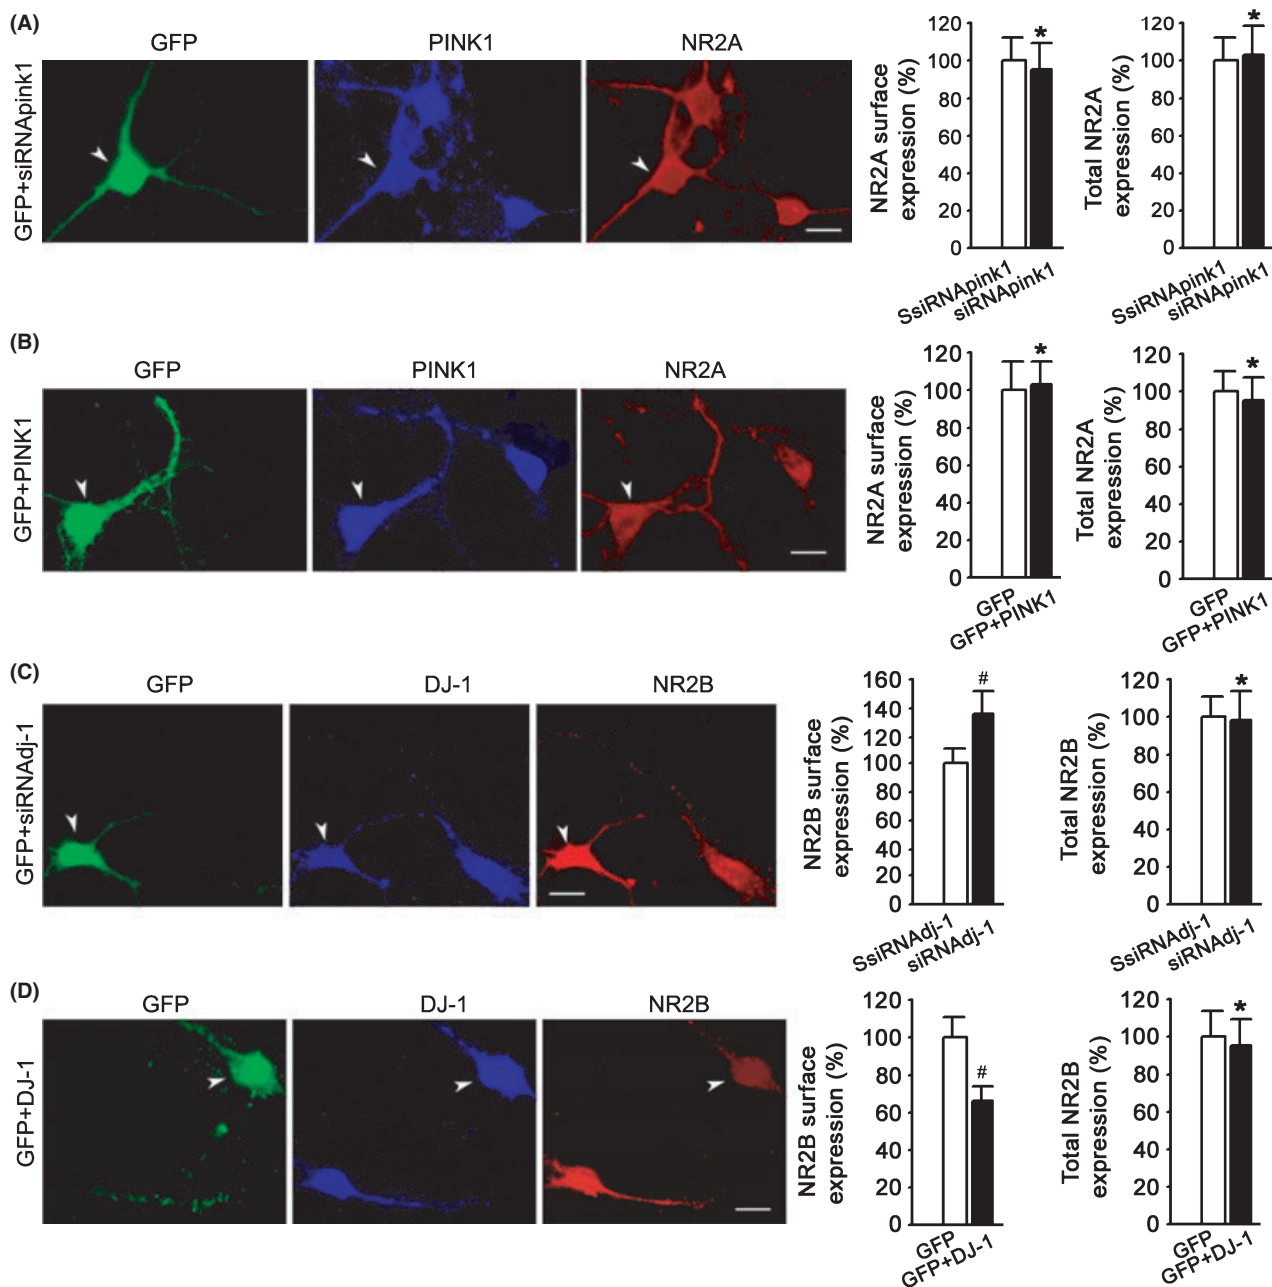 (A)
GFP PINK1 NR2A
GFP+siRNApink1
NR2A surface
expression (%)
120
100
80
60
40
20
0
*
SsiRNApink1
siRNApink1
Total NR2A
expression (%)
120
100
80
60
40
20
0
*
SsiRNApink1
siRNApink1
(B)
GFP PINK1 NR2A
GFP+PINK1
NR2A surface
expression (%)
120
100
80
60
40
20
0
*
GFP
GFP+PINK1
Total NR2A
expression (%)
120
100
80
60
40
20
0
*
GFP
GFP+PINK1
(C)
GFP DJ-1 NR2B
GFP+siRNAdj-1
NR2B surface
expression (%)
160
140
120
100
80
60
40
20
0
#
SsiRNAdj-1
siRNAdj-1
Total NR2B
expression (%)
120
100
80
60
40
20
0
*
SsiRNAdj-1
siRNAdj-1
(D)
GFP DJ-1 NR2B
GFP+DJ-1
NR2B surface
expression (%)
120
100
80
60
40
20
0
#
GFP
GFP+DJ-1
Total NR2B
expression (%)
120
100
80
60
40
20
0
*
GFP
GFP+DJ-1